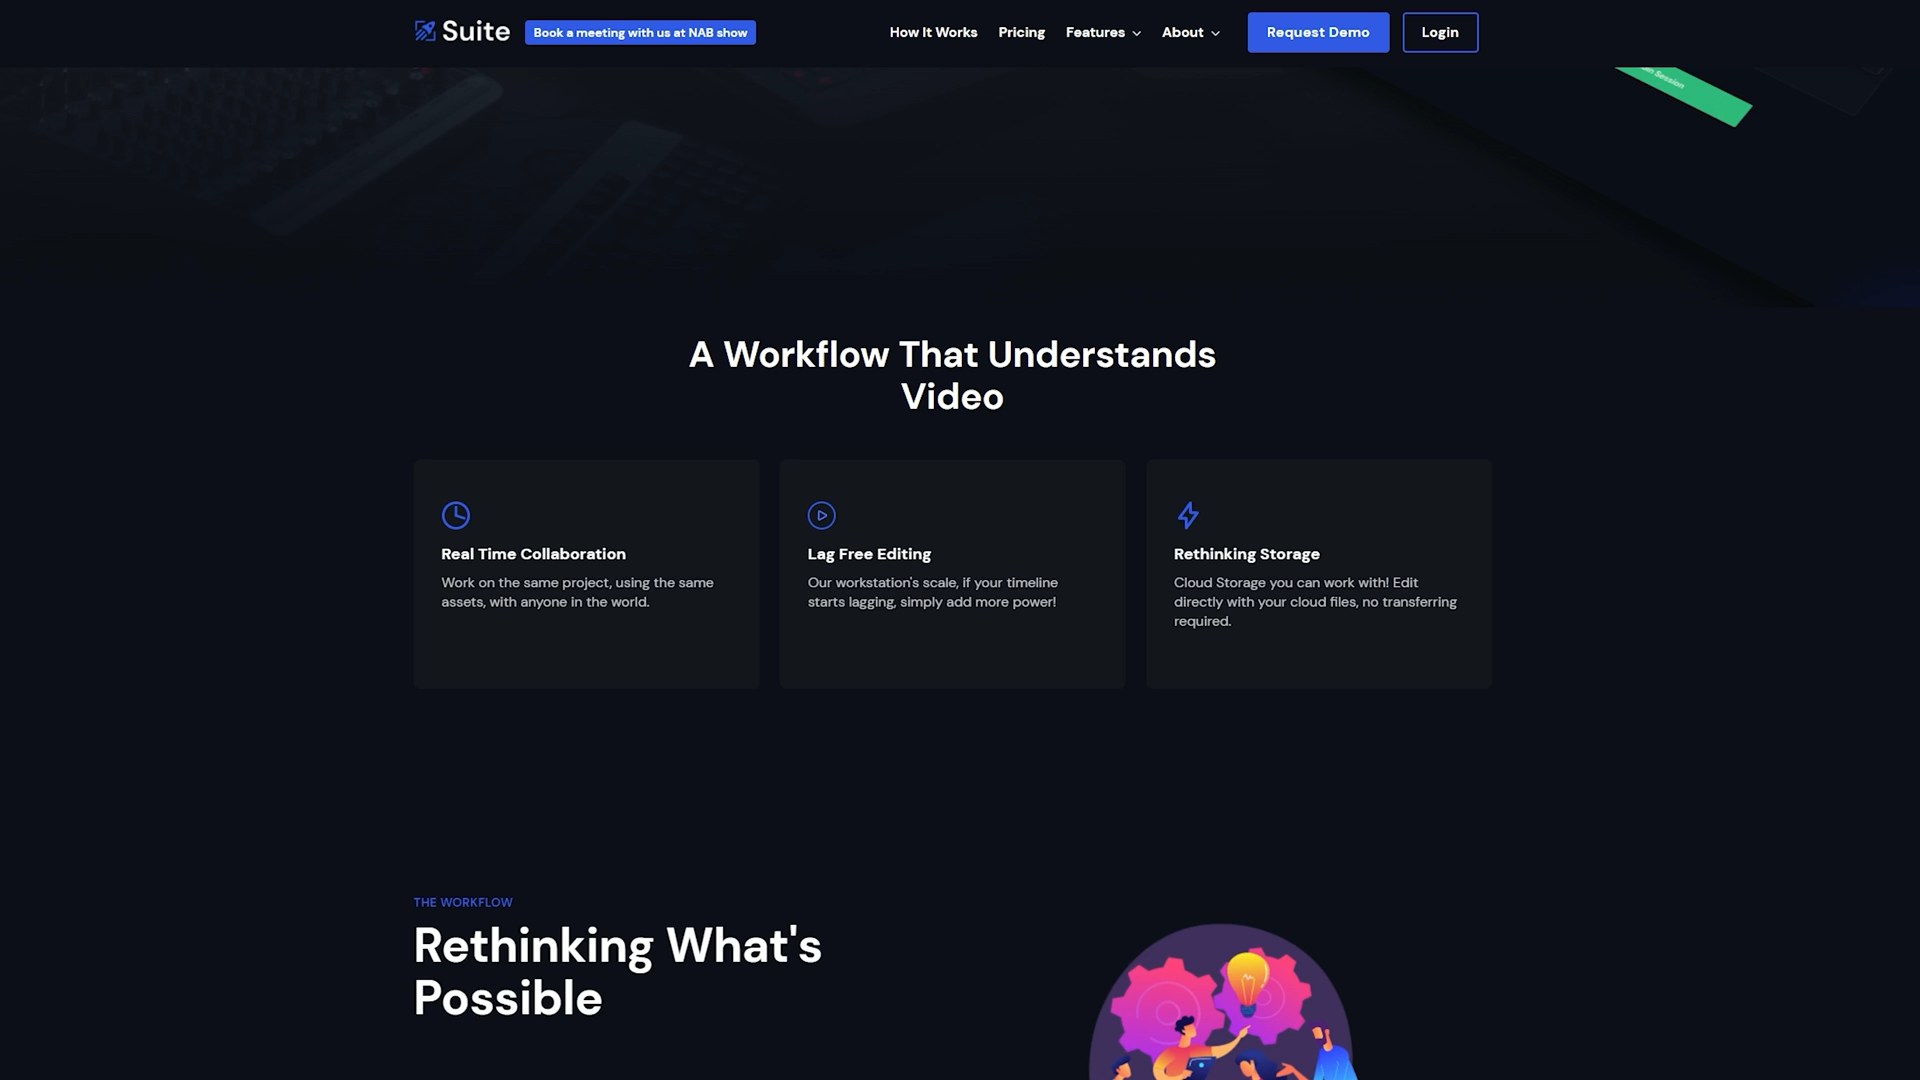 Suite
Book a meeting with us at NAB show
How It Works
Pricing
Features
About
Request Demo
Login
Session
A Workflow That Understands
Video
Real Time Collaboration
Work on the same project, using the same
assets, with anyone in the world.
Lag Free Editing
Our workstation's scale, if your timeline
starts lagging, simply add more power!
Rethinking Storage
Cloud Storage you can work with! Edit
directly with your cloud files, no transferring
required.
THE WORKFLOW
Rethinking What's
Possible